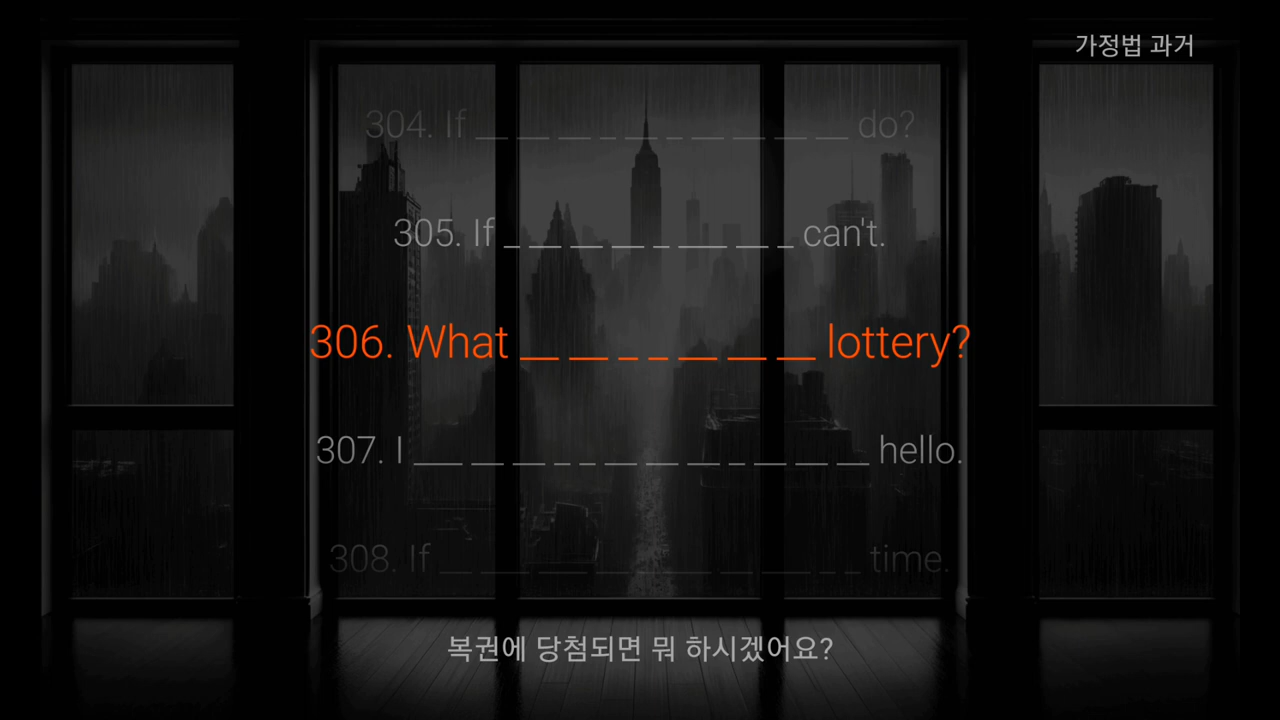 가정법 과거
304. If _ _ _ _ _ _ _ _ _ _ do?
305. If _ _ _ _ _ _ _ _ can't.
306. What _ _ _ _ _ _ _ lottery?
307. I _ _ _ _ _ _ _ _ _ _ _ _ hello.
308. If _ _ _ _ _ _ _ _ _ _ time.
복권에 당첨되면 뭐 하시겠어요?